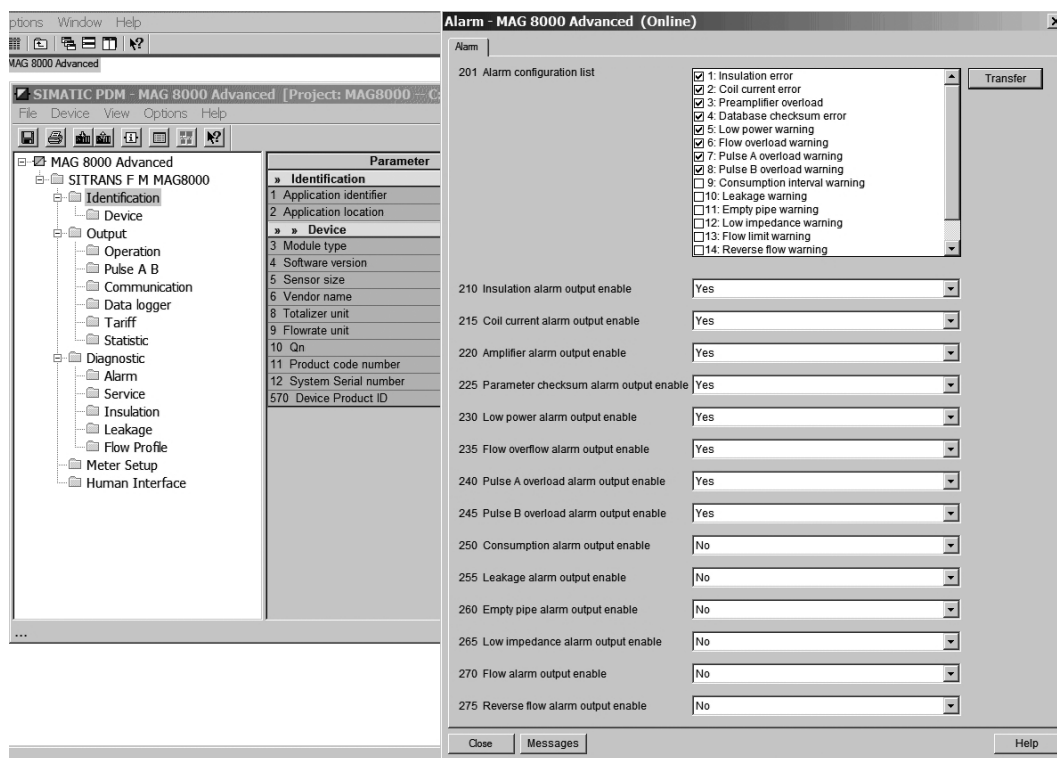 ptions Window Help
MAG 8000 Advanced
SIMATIC PDM - MAG 8000 Advanced [Project: MAG8000 -- C:
File Device View Options Help
MAG 8000 Advanced
SITRANS F M MAG8000
Identification
Device
Output
Operation
Pulse A B
Communication
Data logger
Tariff
Statistic
Diagnostic
Alarm
Service
Insulation
Leakage
Flow Profile
Meter Setup
Human Interface
Parameter
» Identification
1 Application identifier
2 Application location
» » Device
3 Module type
4 Software version
5 Sensor size
6 Vendor name
8 Totalizer unit
9 Flowrate unit
10 Qn
11 Product code number
12 System Serial number
570 Device Product ID
...
Alarm - MAG 8000 Advanced (Online)
Alarm
201 Alarm configuration list
1: Insulation error
2: Coil current error
3: Preamplifier overload
4: Database checksum error
5: Low power warning
6: Flow overload warning
7: Pulse A overload warning
8: Pulse B overload warning
9: Consumption interval warning
10: Leakage warning
11: Empty pipe warning
12: Low impedance warning
13: Flow limit warning
14: Reverse flow warning
Transfer
210 Insulation alarm output enable Yes
215 Coil current alarm output enable Yes
220 Amplifier alarm output enable Yes
225 Parameter checksum alarm output enable Yes
230 Low power alarm output enable Yes
235 Flow overflow alarm output enable Yes
240 Pulse A overload alarm output enable Yes
245 Pulse B overload alarm output enable Yes
250 Consumption alarm output enable No
255 Leakage alarm output enable No
260 Empty pipe alarm output enable No
265 Low impedance alarm output enable No
270 Flow alarm output enable No
275 Reverse flow alarm output enable No
Close Messages Help